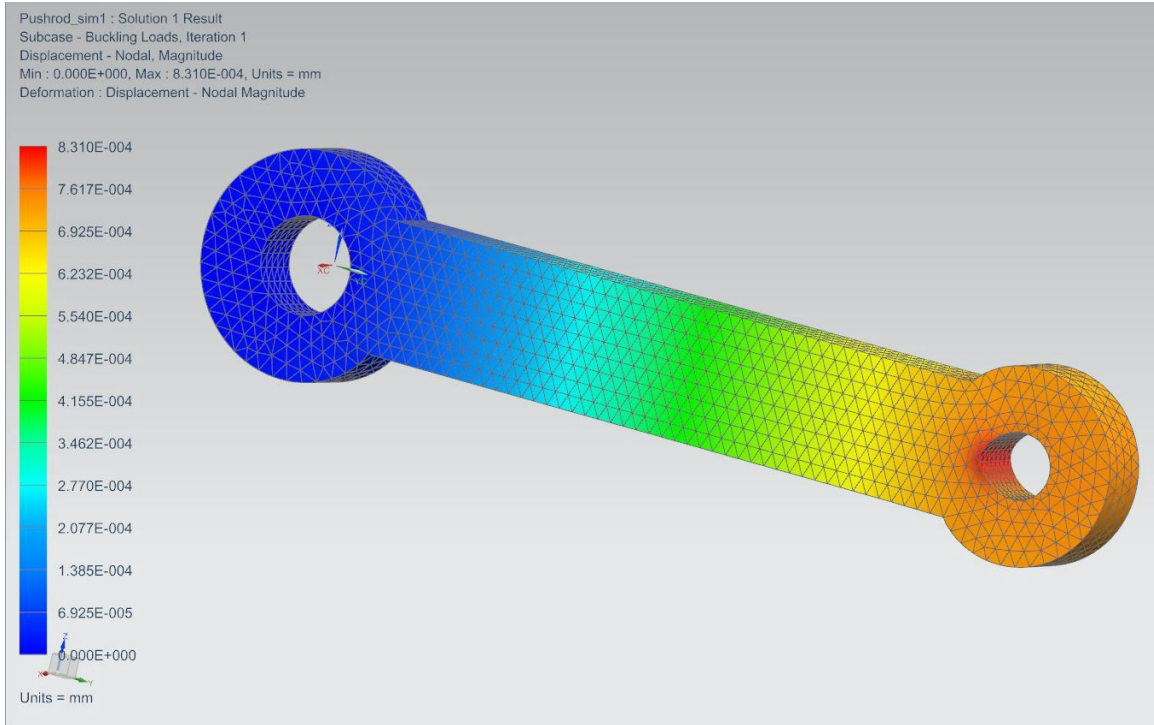 Pushrod_sim1 : Solution 1 Result
Subcase - Buckling Loads, Iteration 1
Displacement - Nodal, Magnitude
Min : 0.000E+000, Max : 8.310E-004, Units = mm
Deformation : Displacement - Nodal Magnitude
8.310E-004
7.617E-004
6.925E-004
6.232E-004
5.540E-004
4.847E-004
4.155E-004
3.462E-004
2.770E-004
2.077E-004
1.385E-004
6.925E-005
0.000E+000
XC
Z
X
Y
Units = mm